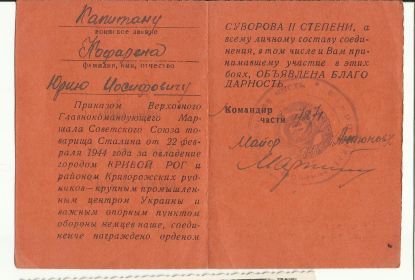 Капитану
воинское звание
фамилия, имя, отчество
Юрию Иосифовичу
Приказом Верховного
Главнокомандующего Мар-
шала Советского Союза то-
варища Сталина от 22 фев-
раля 1944 года за овладение
городом КРИВОЙ РОГ и
районом Криворожских руд-
ников—крупным промышлен-
ным центром Украины и
важным опорным пунктом
обороны немцев наше, соеди-
нение награждено орденом
СУВОРОВА II СТЕПЕНИ, а
всему личному составу соеди-
нения, в том числе и Вам при-
нимавшему участие в этих
боях, ОБЪЯВЛЕНА БЛАГО
ДАРНОСТЬ.
Командир
части
Майор